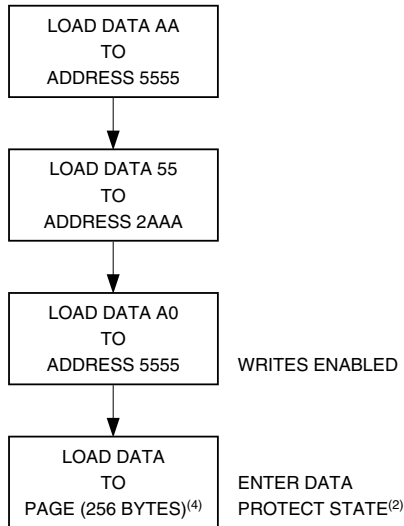 LOAD DATA AA
TO
ADDRESS 5555
LOAD DATA 55
TO
ADDRESS 2AAA
LOAD DATA A0
TO
ADDRESS 5555
WRITES ENABLED
LOAD DATA
TO
PAGE (256 BYTES)(4)
ENTER DATA
PROTECT STATE(2)